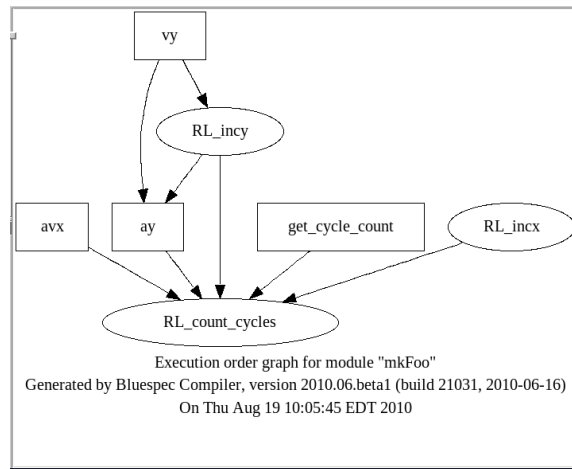 vy
RL_incy
avx
ay
get_cycle_count
RL_incx
RL_count_cycles
Execution order graph for module "mkFoo"
Generated by Bluespec Compiler, version 2010.06.beta1 (build 21031, 2010-06-16)
On Thu Aug 19 10:05:45 EDT 2010